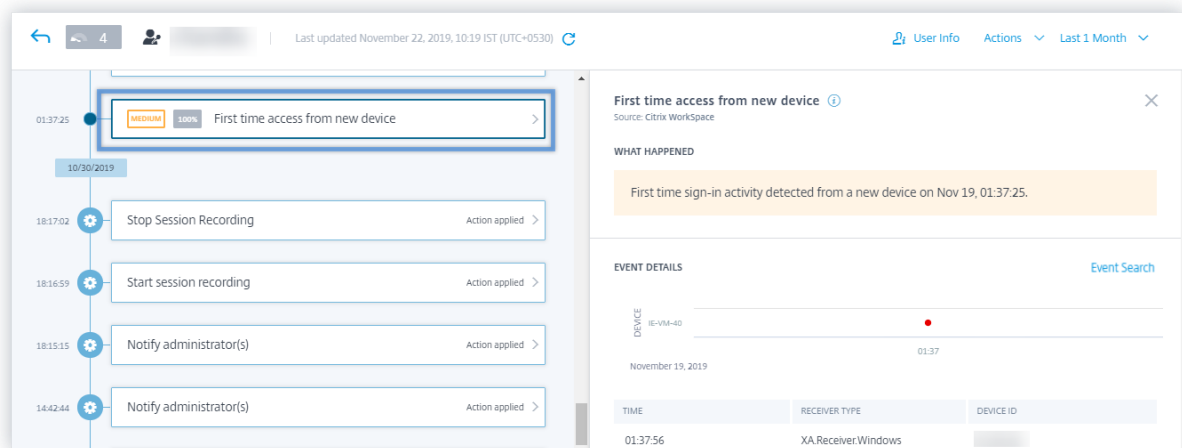 4
Last updated November 22, 2019, 10:19 IST (UTC+0530)
User Info
Actions
Last 1 Month
01:37:25
MEDIUM
100%
First time access from new device
10/30/2019
18:17:02
Stop Session Recording
Action applied
18:16:59
Start session recording
Action applied
18:15:15
Notify administrator(s)
Action applied
14:42:44
Notify administrator(s)
Action applied
First time access from new device
Source: Citrix WorkSpace
WHAT HAPPENED
First time sign-in activity detected from a new device on Nov 19, 01:37:25.
EVENT DETAILS
Event Search
DEVICE
IE-VM-40
01:37
November 19, 2019
TIME
RECEIVER TYPE
DEVICE ID
01:37:56
XA.Receiver.Windows